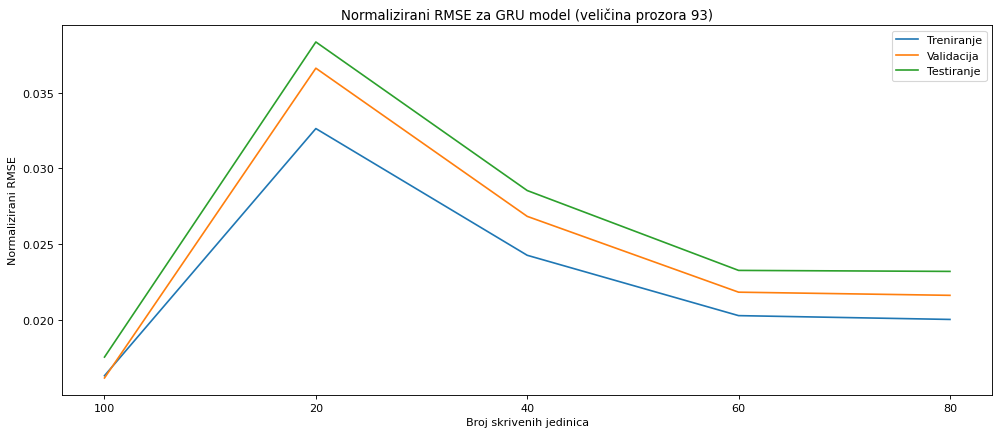 Normalizirani RMSE za GRU model (veličina prozora 93)
Treniranje
Validacija
Testiranje
Normalizirani RMSE
0.035
0.030
0.025
0.020
100
20
40
60
80
Broj skrivenih jedinica